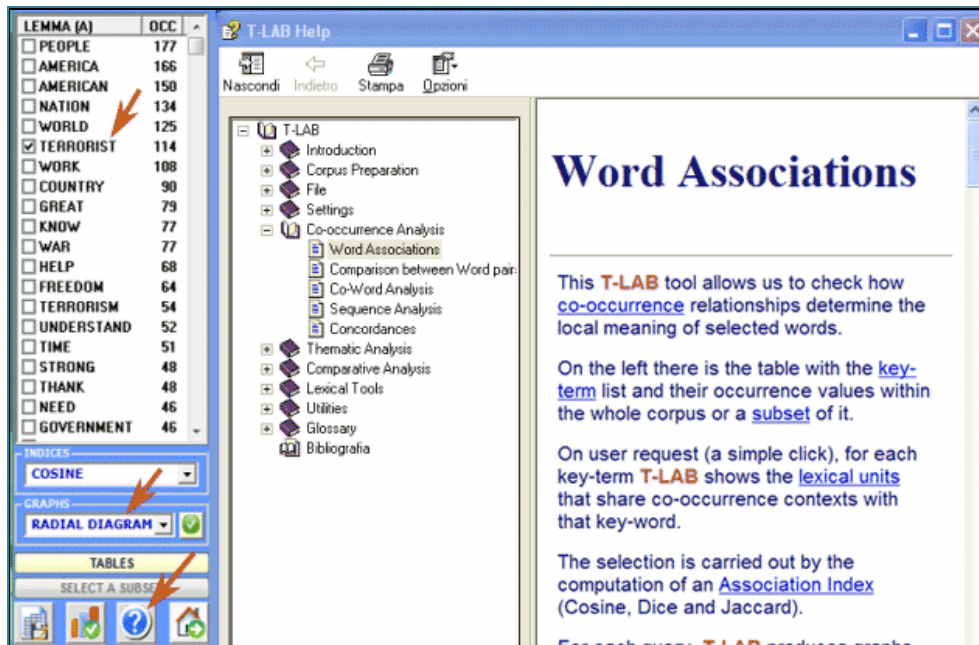 LEMMA (A) OCC
PEOPLE 177
AMERICA 166
AMERICAN 150
NATION 134
WORLD 125
TERRORIST 114
WORK 108
COUNTRY 90
GREAT 79
KNOW 77
WAR 77
HELP 68
FREEDOM 64
TERRORISM 54
UNDERSTAND 52
TIME 51
STRONG 48
THANK 48
NEED 46
GOVERNMENT 46
INDICES
COSINE
GRAPHS
RADIAL DIAGRAM
TABLES
SELECT A SUBSET
T-LAB Help
Nascondi Indietro Stampa Opzioni
T-LAB
Introduction
Corpus Preparation
File
Settings
Co-occurrence Analysis
Word Associations
Comparison between Word pair
Co-Word Analysis
Sequence Analysis
Concordances
Thematic Analysis
Comparative Analysis
Lexical Tools
Utilities
Glossary
Bibliografia
Word Associations
This T-LAB tool allows us to check how
co-occurrence relationships determine the
local meaning of selected words.
On the left there is the table with the key-
term list and their occurrence values within
the whole corpus or a subset of it.
On user request (a simple click), for each
key-term T-LAB shows the lexical units
that share co-occurrence contexts with
that key-word.
The selection is carried out by the
computation of an Association Index
(Cosine, Dice and Jaccard).
For each query, T-LAB produces graphs